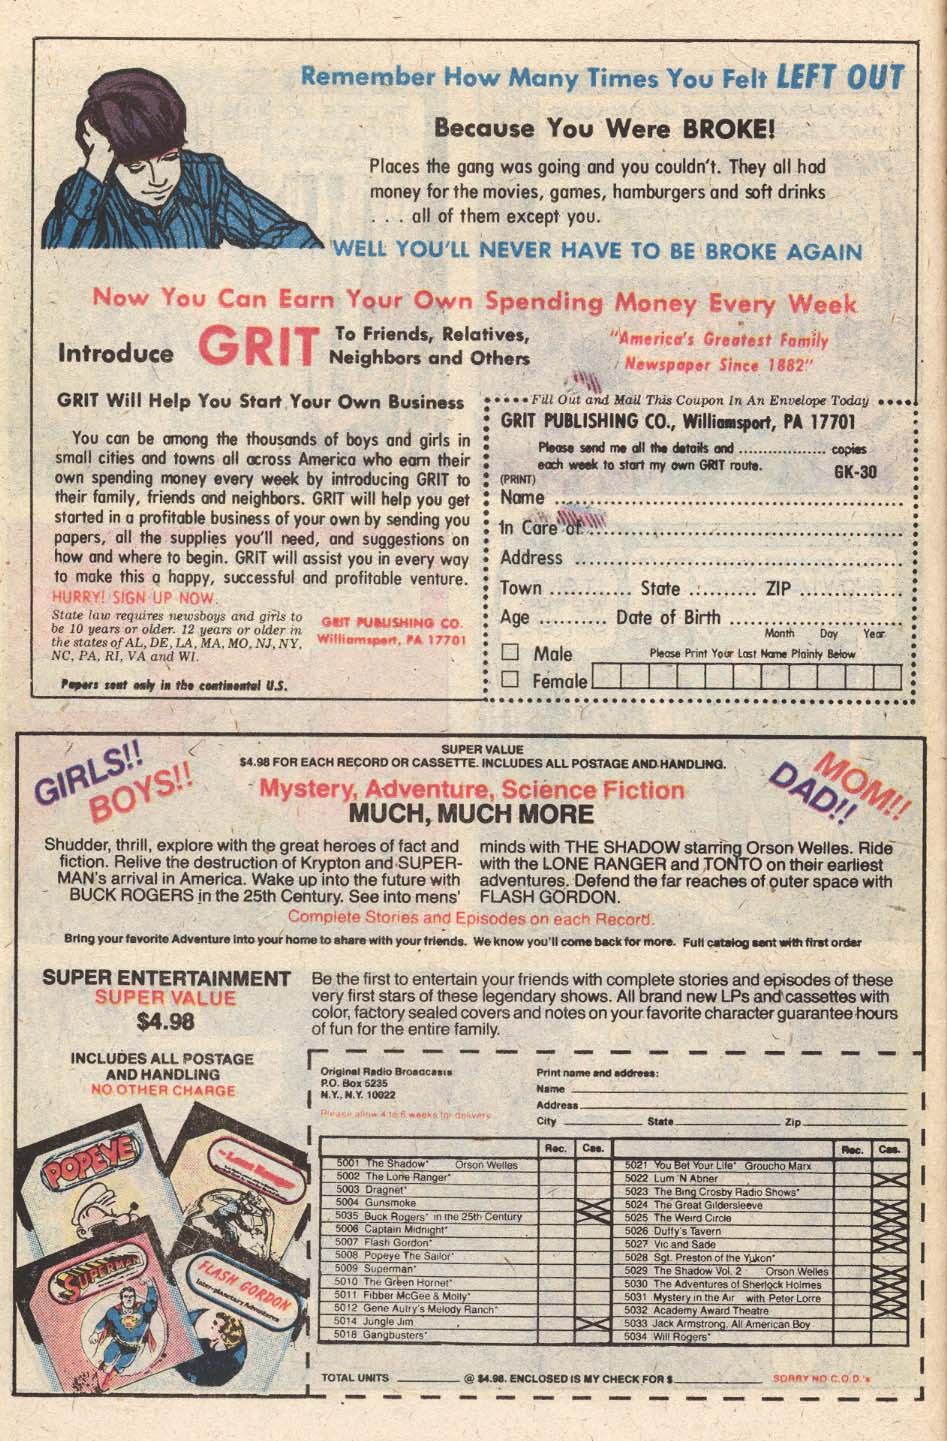 Remember How Many Times You Felt LEFT OUT
Because You Were BROKE!
Places the gang was going and you couldn't. They all had
money for the movies, games, hamburgers and soft drinks
. . . all of them except you.
WELL YOU'LL NEVER HAVE TO BE BROKE AGAIN
Now You Can Earn Your Own Spending Money Every Week
Introduce GRIT To Friends, Relatives,
Neighbors and Others
"America's Greatest Family
Newspaper Since 1882"
GRIT Will Help You Start Your Own Business
You can be among the thousands of boys and girls in
small cities and towns all across America who earn their
own spending money every week by introducing GRIT to
their family, friends and neighbors. GRIT will help you get
started in a profitable business of your own by sending you
papers, all the supplies you'll need, and suggestions on
how and where to begin. GRIT will assist you in every way
to make this a happy, successful and profitable venture.
HURRY! SIGN UP NOW.
State law requires newsboys and girls to
be 10 years or older. 12 years or older in
the states of AL, DE, LA, MA, MO, NJ, NY,
NC, PA, RI, VA and WI.
GRIT PUBLISHING CO.
Williamsport, PA 17701
Papers sent only in the continental U.S.
Fill Out and Mail This Coupon In An Envelope Today
GRIT PUBLISHING CO., Williamsport, PA 17701
Please send me all the details and .................. copies
each week to start my own GRIT route.
GK-30
(PRINT)
Name
In Care of
Address
Town State ZIP
Age Date of Birth
Month Day Year
Male
Please Print Your Last Name Plainly Below
Female
SUPER VALUE
$4.98 FOR EACH RECORD OR CASSETTE. INCLUDES ALL POSTAGE AND HANDLING.
GIRLS!!
BOYS!!
MOM!!
DAD!!
Mystery, Adventure, Science Fiction
MUCH, MUCH MORE
Shudder, thrill, explore with the great heroes of fact and
fiction. Relive the destruction of Krypton and SUPER-
MAN's arrival in America. Wake up into the future with
BUCK ROGERS in the 25th Century. See into mens'
minds with THE SHADOW starring Orson Welles. Ride
with the LONE RANGER and TONTO on their earliest
adventures. Defend the far reaches of outer space with
FLASH GORDON.
Complete Stories and Episodes on each Record.
Bring your favorite Adventure into your home to share with your friends. We know you'll come back for more. Full catalog sent with first order
SUPER ENTERTAINMENT
SUPER VALUE
$4.98
INCLUDES ALL POSTAGE
AND HANDLING
NO OTHER CHARGE
Be the first to entertain your friends with complete stories and episodes of these
very first stars of these legendary shows. All brand new LPs and cassettes with
color, factory sealed covers and notes on your favorite character guarantee hours
of fun for the entire family.
POPEYE
The Lone Ranger
SUPERMAN
FLASH GORDON
Interplanetary Adventures
Original Radio Broadcasts
P.O. Box 5235
N.Y., N.Y. 10022
Please allow 4 to 6 weeks for delivery
Print name and address:
Name
Address
City State Zip
Rec. Cas.
5001 The Shadow* Orson Welles
5002 The Lone Ranger*
5003 Dragnet*
5004 Gunsmoke
5035 Buck Rogers* in the 25th Century
5006 Captain Midnight*
5007 Flash Gordon*
5008 Popeye The Sailor*
5009 Superman*
5010 The Green Hornet*
5011 Fibber McGee & Molly*
5012 Gene Autry's Melody Ranch*
5014 Jungle Jim
5018 Gangbusters*
Rec. Cas.
5021 You Bet Your Life* Groucho Marx
5022 Lum 'N Abner
5023 The Bing Crosby Radio Shows*
5024 The Great Gildersleeve
5025 The Weird Circle
5026 Duffy's Tavern
5027 Vic and Sade
5028 Sgt. Preston of the Yukon*
5029 The Shadow Vol. 2 Orson Welles
5030 The Adventures of Sherlock Holmes
5031 Mystery in the Air with Peter Lorre
5032 Academy Award Theatre
5033 Jack Armstrong, All American Boy
5034 Will Rogers*
TOTAL UNITS @ $4.98. ENCLOSED IS MY CHECK FOR $
SORRY NO C.O.D.'s